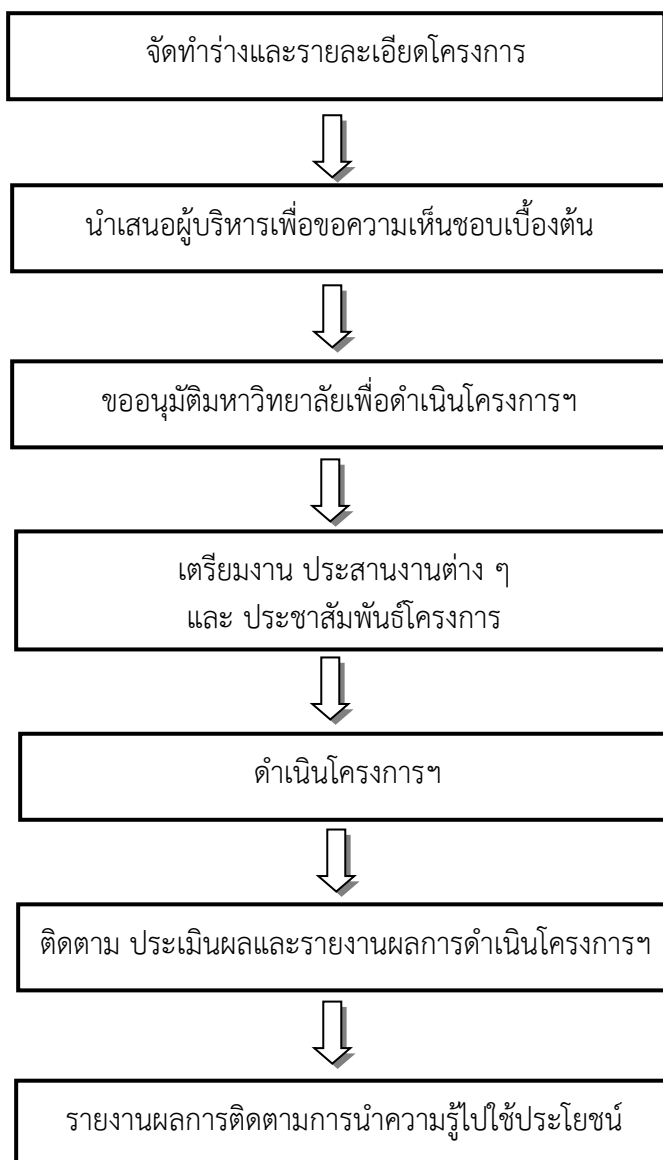 จัดทำร่างและรายละเอียดโครงการ
นำเสนอผู้บริหารเพื่อขอความเห็นชอบเบื้องต้น
ขออนุมัติมหาวิทยาลัยเพื่อดำเนินโครงการฯ
เตรียมงาน ประสานงานต่าง ๆ
และ ประชาสัมพันธ์โครงการ
ดำเนินโครงการฯ
ติดตาม ประเมินผลและรายงานผลการดำเนินโครงการฯ
รายงานผลการติดตามการนำความรู้ไปใช้ประโยชน์